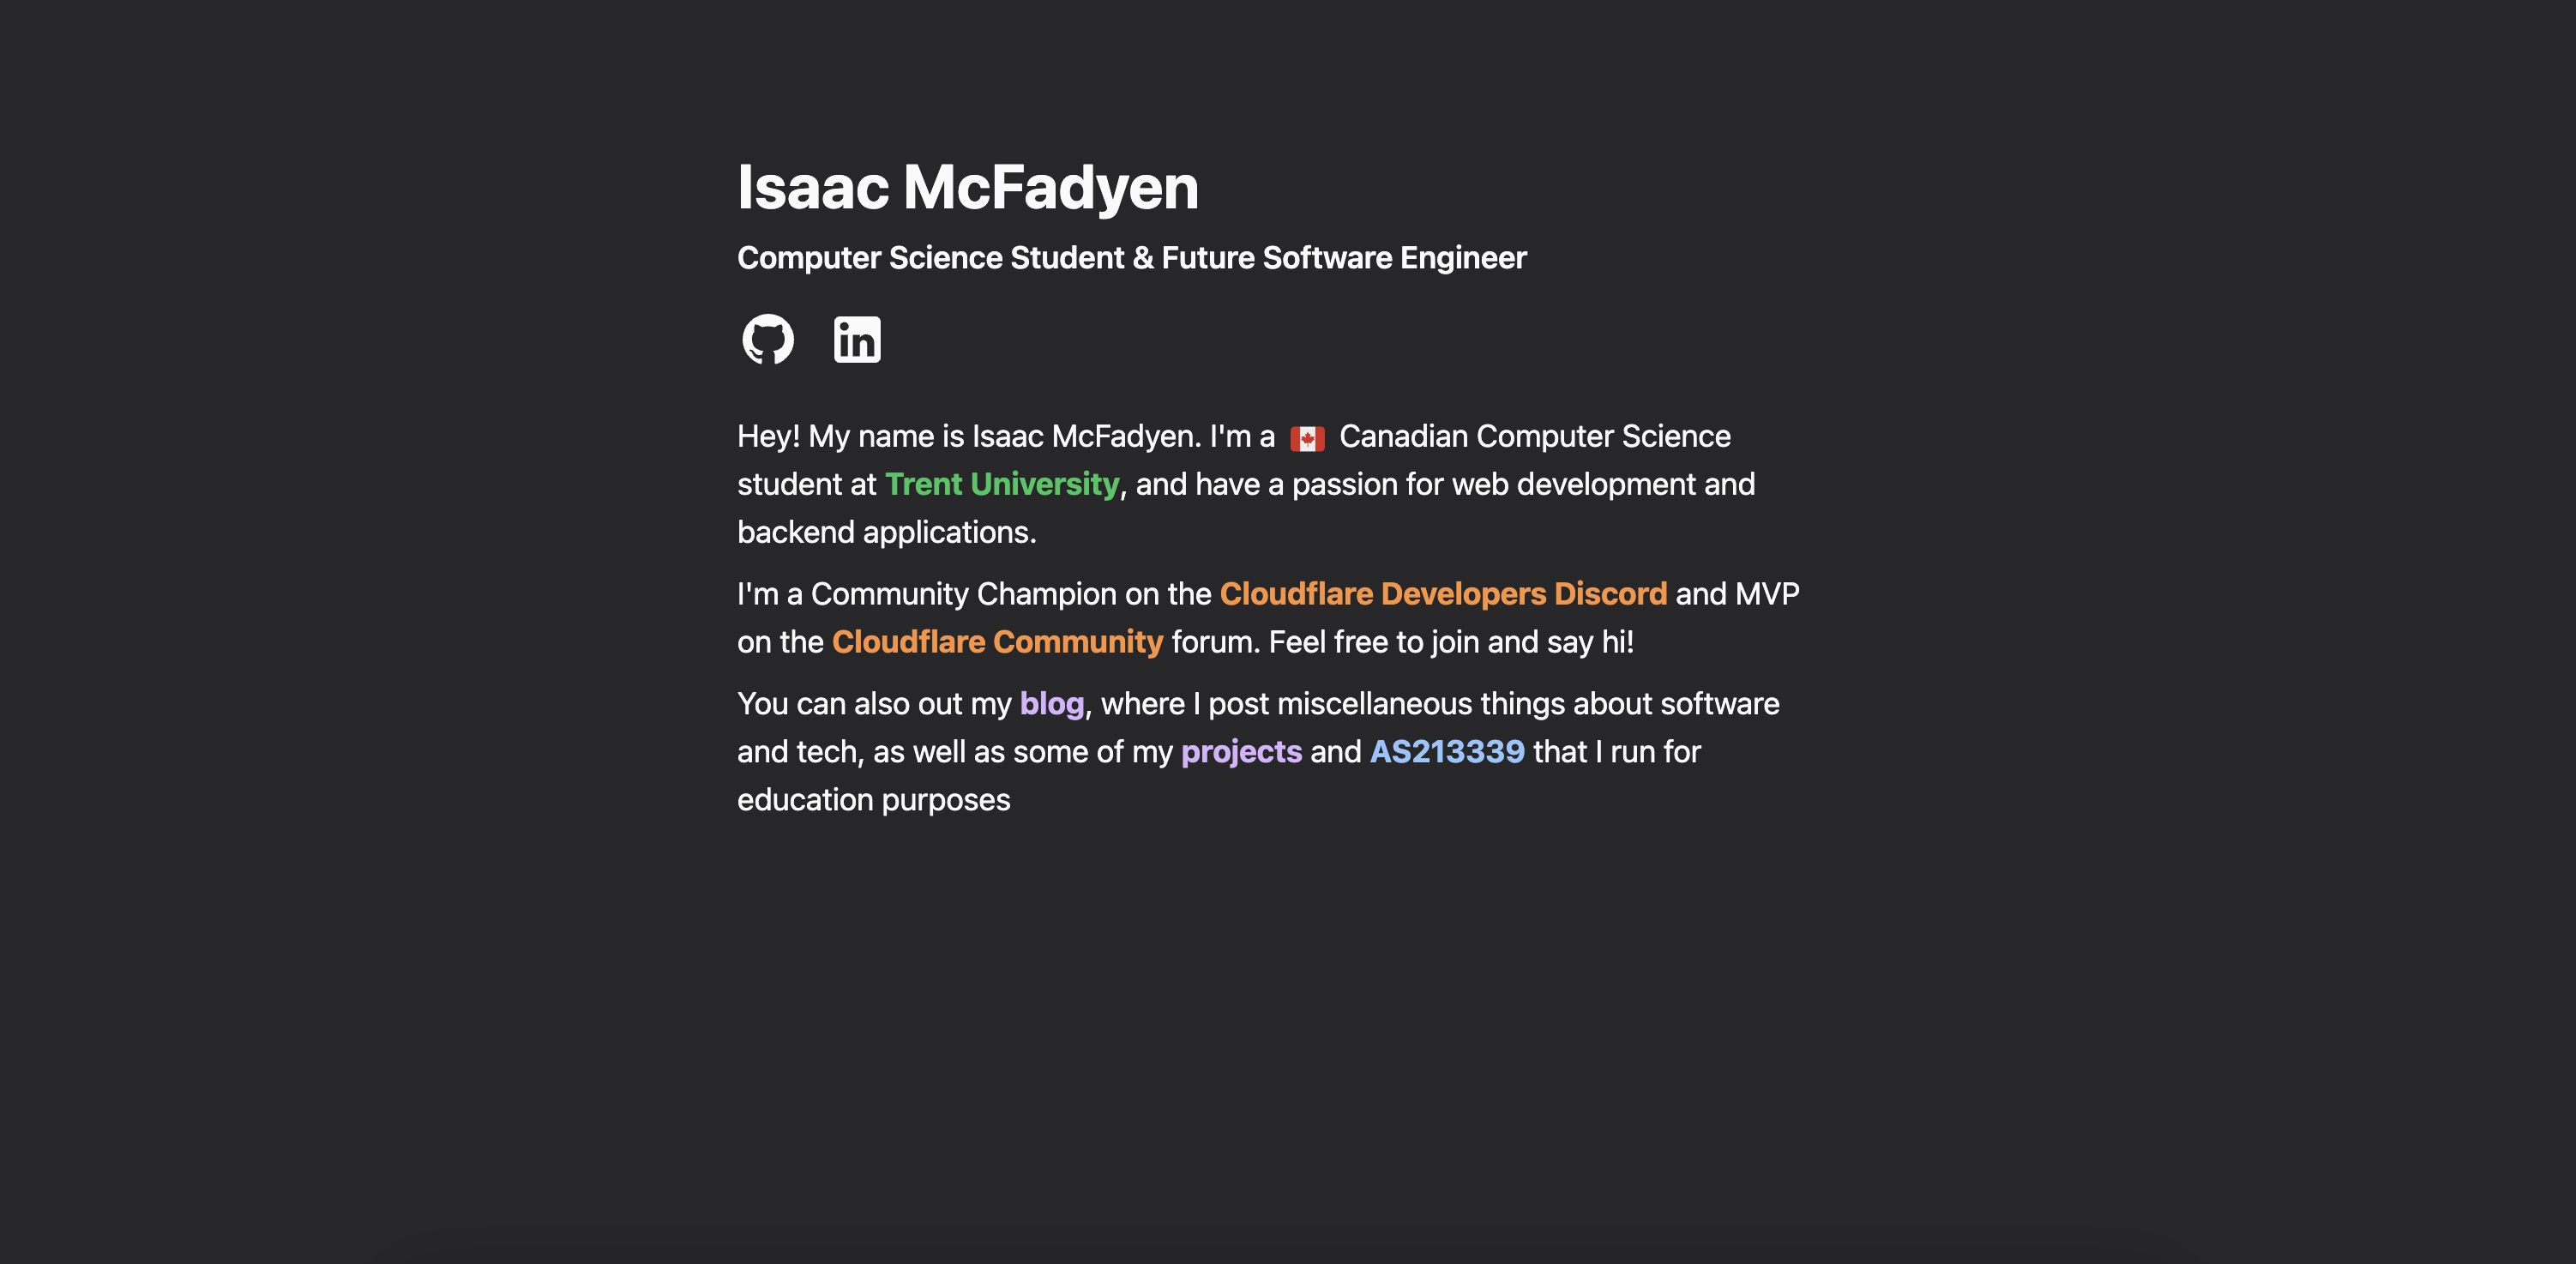 Isaac McFadyen
Computer Science Student & Future Software Engineer
in
Hey! My name is Isaac McFadyen. I'm a 🇨🇦 Canadian Computer Science
student at Trent University, and have a passion for web development and
backend applications.
I'm a Community Champion on the Cloudflare Developers Discord and MVP
on the Cloudflare Community forum. Feel free to join and say hi!
You can also out my blog, where I post miscellaneous things about software
and tech, as well as some of my projects and AS213339 that I run for
education purposes